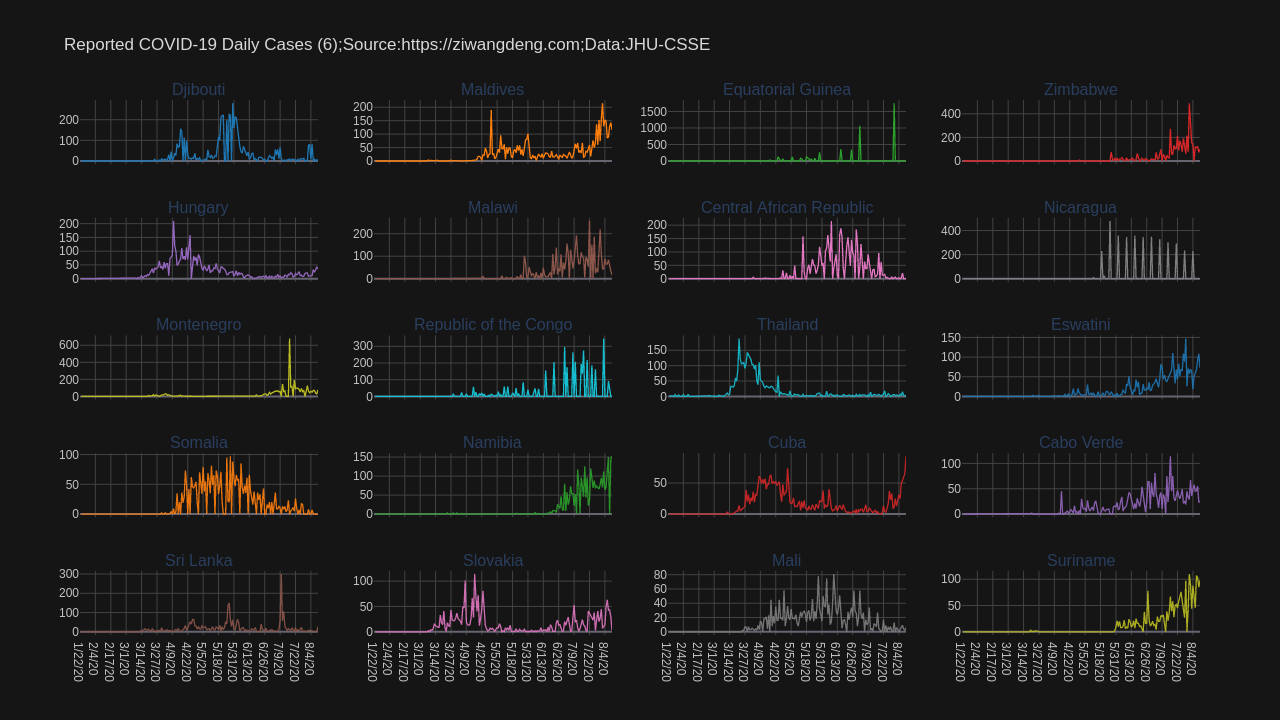 Reported COVID-19 Daily Cases (6);Source:https://ziwangdeng.com;Data:JHU-CSSE
Djibouti Maldives Equatorial Guinea Zimbabwe
200 100 0
200 150 100 50 0
1500 1000 500 0
400 200 0
Hungary Malawi Central African Republic Nicaragua
200 150 100 50 0
200 100 0
200 150 100 50 0
400 200 0
Montenegro Republic of the Congo Thailand Eswatini
600 400 200 0
300 200 100 0
150 100 50 0
150 100 50 0
Somalia Namibia Cuba Cabo Verde
100 50 0
150 100 50 0
50 0
100 50 0
Sri Lanka Slovakia Mali Suriname
300 200 100 0
100 50 0
80 60 40 20 0
100 50 0
1/22/20 2/4/20 2/17/20 3/1/20 3/14/20 3/27/20 4/9/20 4/22/20 5/5/20 5/18/20 5/31/20 6/13/20 6/26/20 7/9/20 7/22/20 8/4/20
1/22/20 2/4/20 2/17/20 3/1/20 3/14/20 3/27/20 4/9/20 4/22/20 5/5/20 5/18/20 5/31/20 6/13/20 6/26/20 7/9/20 7/22/20 8/4/20
1/22/20 2/4/20 2/17/20 3/1/20 3/14/20 3/27/20 4/9/20 4/22/20 5/5/20 5/18/20 5/31/20 6/13/20 6/26/20 7/9/20 7/22/20 8/4/20
1/22/20 2/4/20 2/17/20 3/1/20 3/14/20 3/27/20 4/9/20 4/22/20 5/5/20 5/18/20 5/31/20 6/13/20 6/26/20 7/9/20 7/22/20 8/4/20